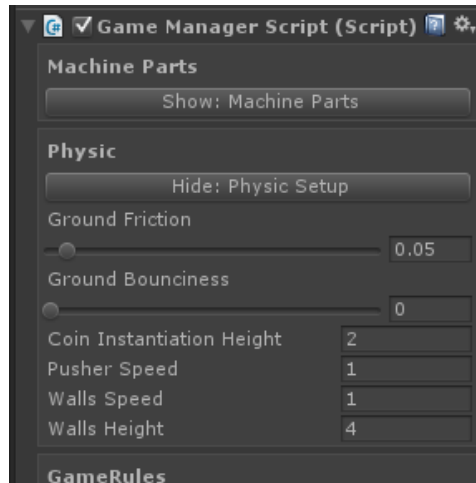 Game Manager Script (Script)
Machine Parts
Show: Machine Parts
Physic
Hide: Physic Setup
Ground Friction
0.05
Ground Bounciness
0
Coin Instantiation Height 2
Pusher Speed 1
Walls Speed 1
Walls Height 4
GameRules